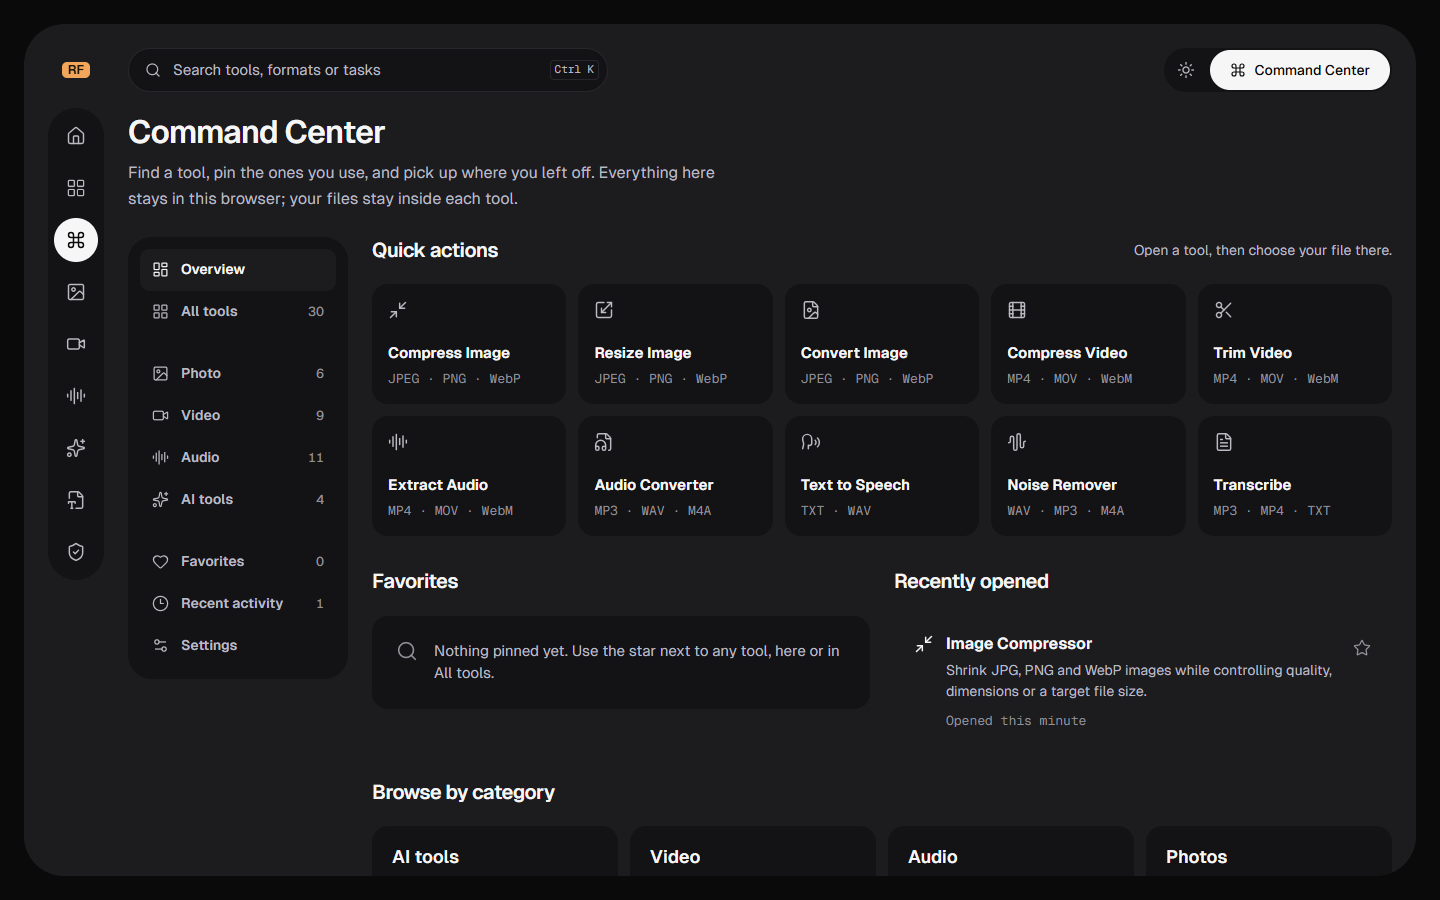 RF
Search tools, formats or tasks
Ctrl K
Command Center
Command Center
Find a tool, pin the ones you use, and pick up where you left off. Everything here
stays in this browser; your files stay inside each tool.
Overview
All tools 30
Photo 6
Video 9
Audio 11
AI tools 4
Favorites 0
Recent activity 1
Settings
Quick actions
Open a tool, then choose your file there.
Compress Image
JPEG · PNG · WebP
Resize Image
JPEG · PNG · WebP
Convert Image
JPEG · PNG · WebP
Compress Video
MP4 · MOV · WebM
Trim Video
MP4 · MOV · WebM
Extract Audio
MP4 · MOV · WebM
Audio Converter
MP3 · WAV · M4A
Text to Speech
TXT · WAV
Noise Remover
WAV · MP3 · M4A
Transcribe
MP3 · MP4 · TXT
Favorites
Nothing pinned yet. Use the star next to any tool, here or in
All tools.
Recently opened
Image Compressor
Shrink JPG, PNG and WebP images while controlling quality,
dimensions or a target file size.
Opened this minute
Browse by category
AI tools
Video
Audio
Photos